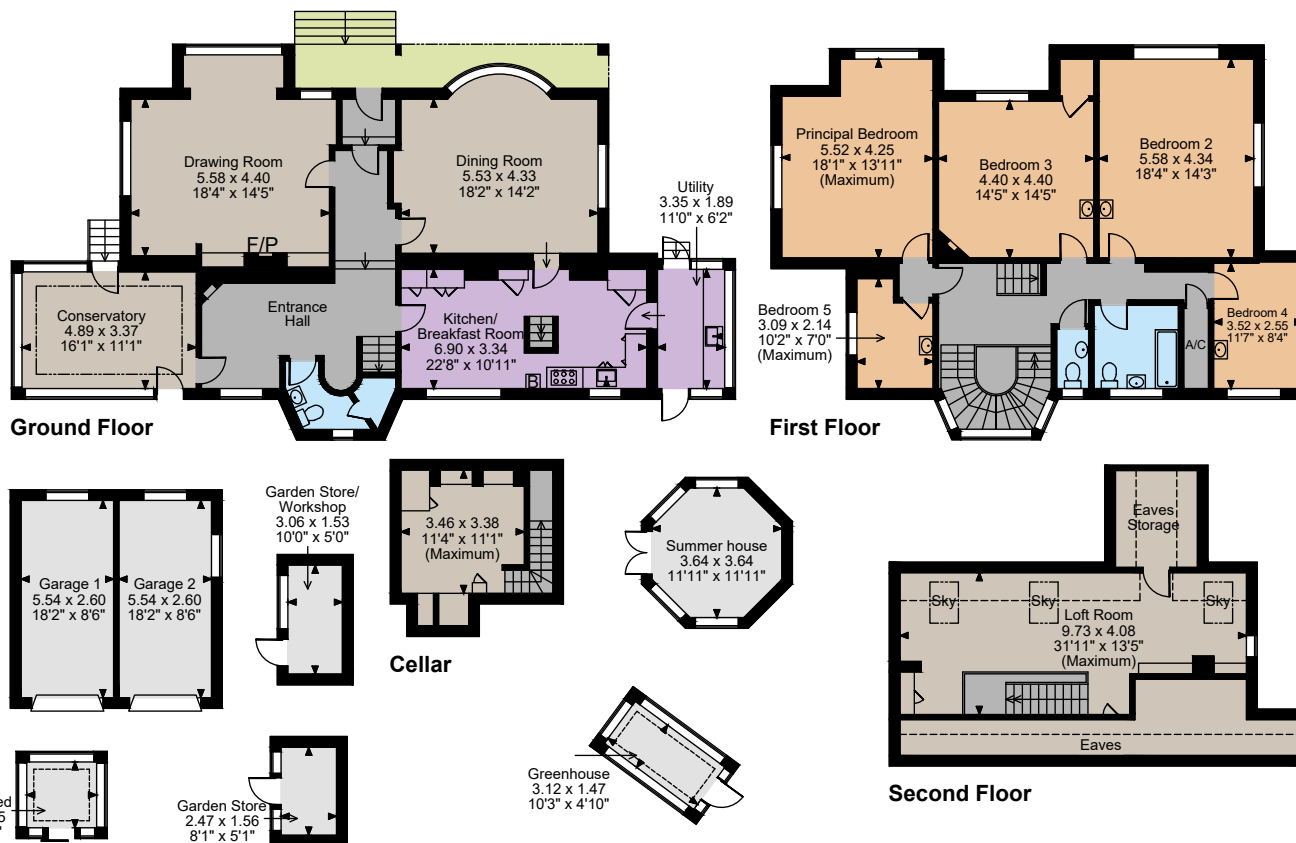 Drawing Room
5.58 x 4.40
18'4" x 14'5"
F/P
Dining Room
5.53 x 4.33
18'2" x 14'2"
Utility
3.35 x 1.89
11'0" x 6'2"
Conservatory
4.89 x 3.37
16'1" x 11'1"
Entrance
Hall
Kitchen/
Breakfast Room
6.90 x 3.34
22'8" x 10'11"
B
Ground Floor
Principal Bedroom
5.52 x 4.25
18'1" x 13'11"
(Maximum)
Bedroom 3
4.40 x 4.40
14'5" x 14'5"
Bedroom 2
5.58 x 4.34
18'4" x 14'3"
Bedroom 5
3.09 x 2.14
10'2" x 7'0"
(Maximum)
A/C
Bedroom 4
3.52 x 2.55
11'7" x 8'4"
First Floor
Garage 1
5.54 x 2.60
18'2" x 8'6"
Garage 2
5.54 x 2.60
18'2" x 8'6"
Garden Store/
Workshop
3.06 x 1.53
10'0" x 5'0"
3.46 x 3.38
11'4" x 11'1"
(Maximum)
Cellar
Summer house
3.64 x 3.64
11'11" x 11'11"
Eaves
Storage
Sky
Sky
Sky
Loft Room
9.73 x 4.08
31'11" x 13'5"
(Maximum)
Eaves
Second Floor
Garden Store
2.47 x 1.56
8'1" x 5'1"
Greenhouse
3.12 x 1.47
10'3" x 4'10"